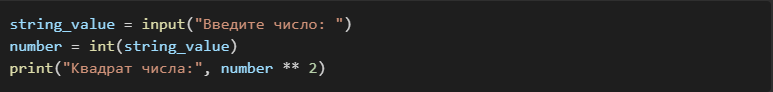 string_value = input("Введите число: ")
number = int(string_value)
print("Квадрат числа:", number ** 2)